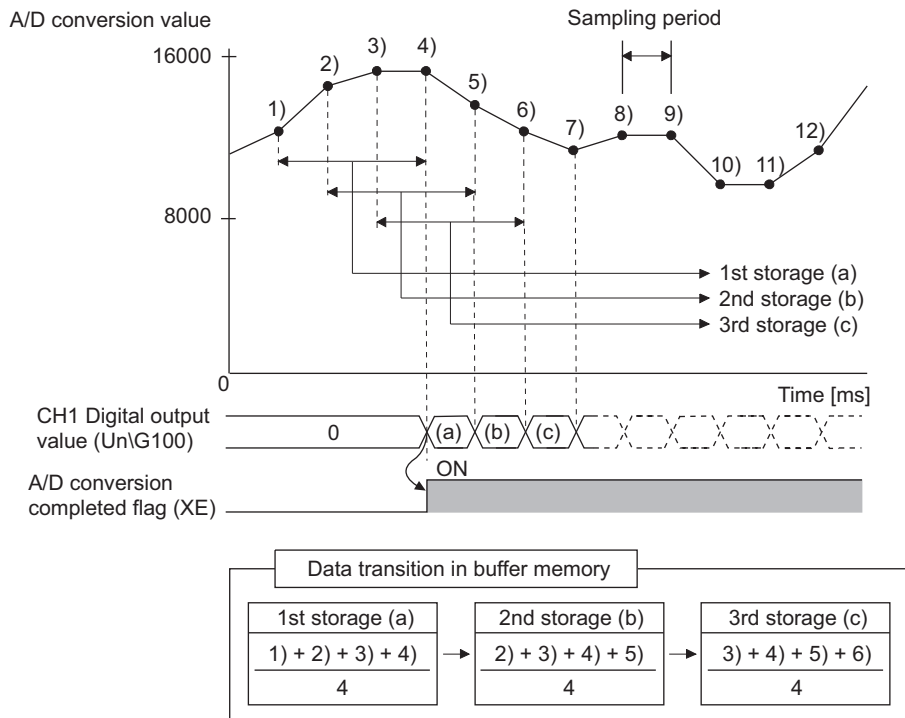 A/D conversion value
Sampling period
16000
8000
0
1)
2)
3)
4)
5)
6)
7)
8)
9)
10)
11)
12)
1st storage (a)
2nd storage (b)
3rd storage (c)
Time [ms]
CH1 Digital output
value (Un\G100)
0
(a)
(b)
(c)
ON
A/D conversion
completed flag (XE)
Data transition in buffer memory
1st storage (a)
1) + 2) + 3) + 4)
4
2nd storage (b)
2) + 3) + 4) + 5)
4
3rd storage (c)
3) + 4) + 5) + 6)
4